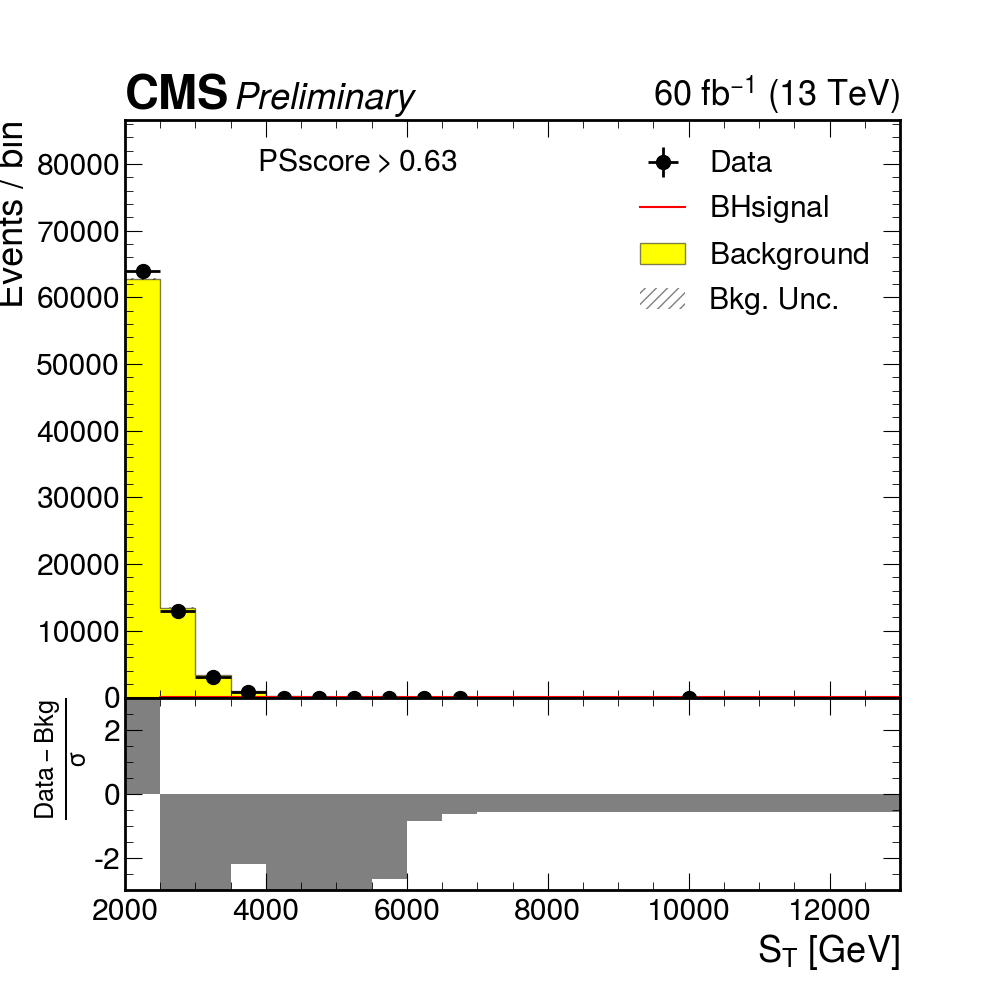 CMS Preliminary
60 fb⁻¹ (13 TeV)
Events / bin
PSscore > 0.63
Data
BHsignal
Background
Bkg. Unc.
80000
70000
60000
50000
40000
30000
20000
10000
0
Data − Bkg
σ
2
0
-2
2000 4000 6000 8000 10000 12000
S_T [GeV]